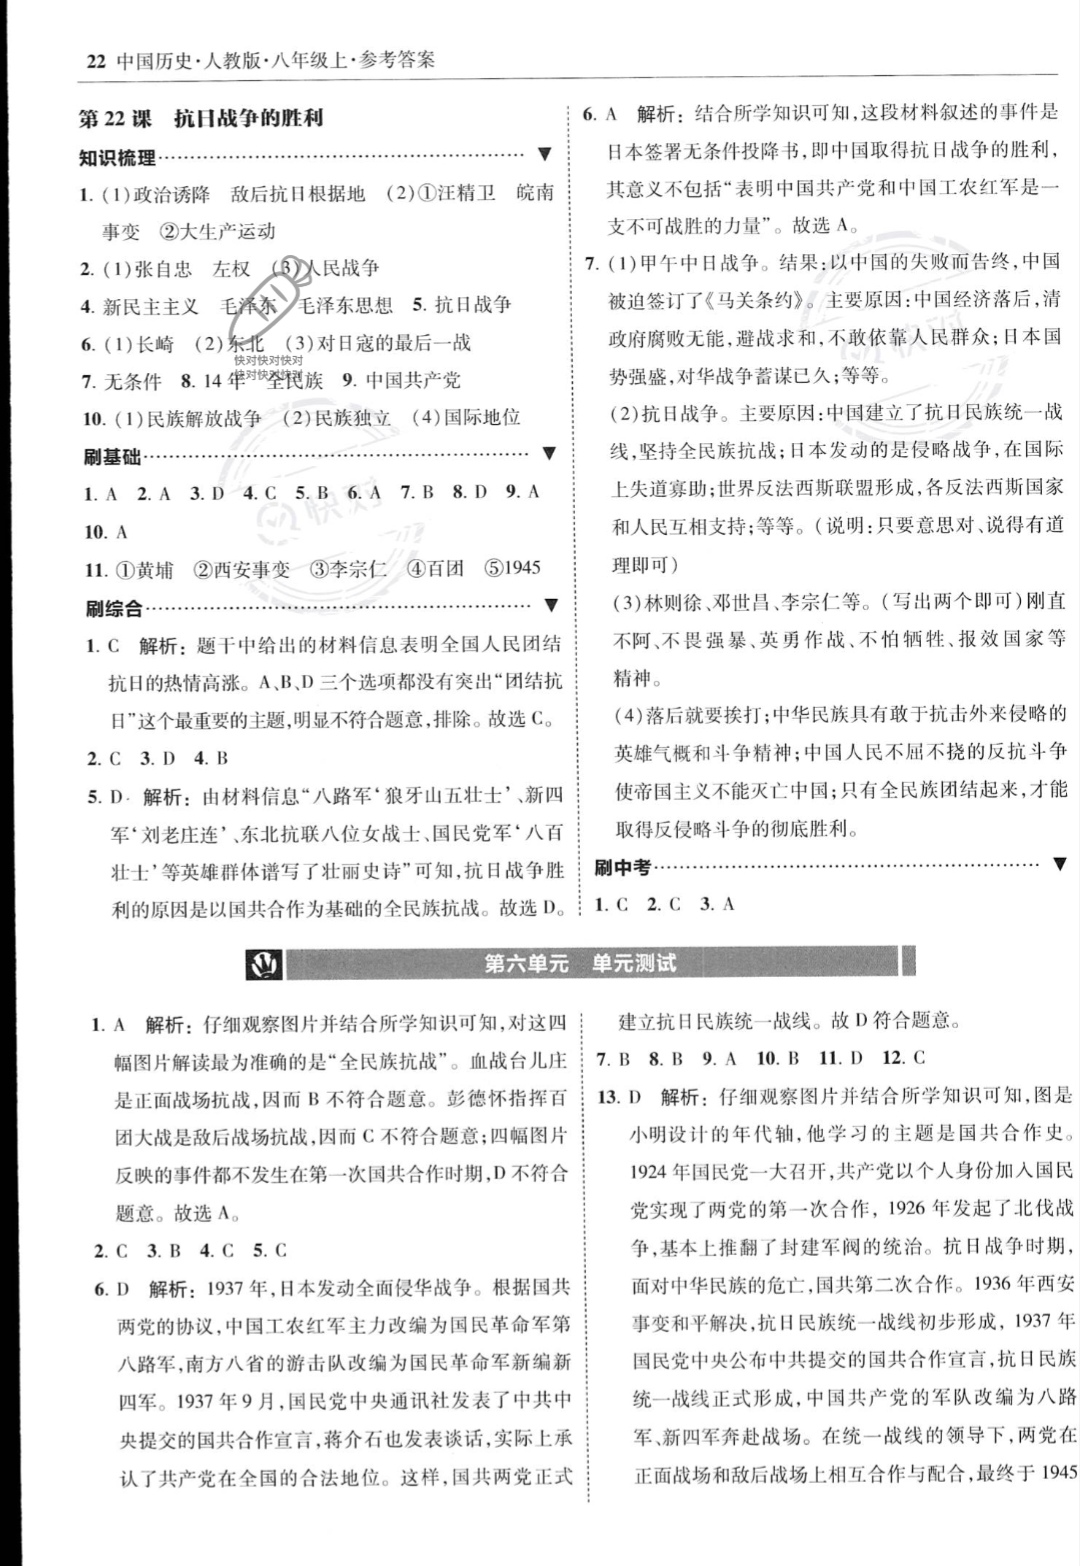 22 中国历史·人教版·八年级上·参考答案
第 22 课 抗日战争的胜利
知识梳理
1. (1)政治诱降 敌后抗日根据地 (2)①汪精卫 皖南
事变 ②大生产运动
2. (1)张自忠 左权 (3)人民战争
4. 新民主主义 毛泽东 毛泽东思想 5. 抗日战争
6. (1)长崎 (2)东北 (3)对日寇的最后一战
快对快对快对
快对快对快对
7. 无条件 8. 14 年 全民族 9. 中国共产党
10. (1)民族解放战争 (2)民族独立 (4)国际地位
刷基础
1. A 2. A 3. D 4. C 5. B 6. A 7. B 8. D 9. A
10. A
快对
11. ①黄埔 ②西安事变 ③李宗仁 ④百团 ⑤1945
刷综合
1. C 解析:题干中给出的材料信息表明全国人民团结
抗日的热情高涨。A、B、D 三个选项都没有突出“团结抗
日”这个最重要的主题,明显不符合题意,排除。故选 C。
2. C 3. D 4. B
5. D 解析:由材料信息“八路军‘狼牙山五壮士’、新四
军‘刘老庄连’、东北抗联八位女战士、国民党军‘八百
壮士’等英雄群体谱写了壮丽史诗”可知,抗日战争胜
利的原因是以国共合作为基础的全民族抗战。故选 D。
6. A 解析:结合所学知识可知,这段材料叙述的事件是
日本签署无条件投降书,即中国取得抗日战争的胜利,
其意义不包括“表明中国共产党和中国工农红军是一
支不可战胜的力量”。故选 A。
7. (1)甲午中日战争。结果:以中国的失败而告终,中国
被迫签订了《马关条约》。主要原因:中国经济落后,清
政府腐败无能,避战求和,不敢依靠人民群众;日本国
快对
势强盛,对华战争蓄谋已久;等等。
(2)抗日战争。主要原因:中国建立了抗日民族统一战
线,坚持全民族抗战;日本发动的是侵略战争,在国际
上失道寡助;世界反法西斯联盟形成,各反法西斯国家
和人民互相支持;等等。(说明:只要意思对、说得有道
理即可)
(3)林则徐、邓世昌、李宗仁等。(写出两个即可)刚直
不阿、不畏强暴、英勇作战、不怕牺牲、报效国家等
精神。
(4)落后就要挨打;中华民族具有敢于抗击外来侵略的
英雄气概和斗争精神;中国人民不屈不挠的反抗斗争
使帝国主义不能灭亡中国;只有全民族团结起来,才能
取得反侵略斗争的彻底胜利。
刷中考
1. C 2. C 3. A
第六单元 单元测试
1. A 解析:仔细观察图片并结合所学知识可知,对这四
幅图片解读最为准确的是“全民族抗战”。血战台儿庄
是正面战场抗战,因而 B 不符合题意。彭德怀指挥百
团大战是敌后战场抗战,因而 C 不符合题意;四幅图片
反映的事件都不发生在第一次国共合作时期,D 不符合
题意。故选 A。
2. C 3. B 4. C 5. C
6. D 解析:1937 年,日本发动全面侵华战争。根据国共
两党的协议,中国工农红军主力改编为国民革命军第
八路军,南方八省的游击队改编为国民革命军新编新
四军。1937 年 9 月,国民党中央通讯社发表了中共中
央提交的国共合作宣言,蒋介石也发表谈话,实际上承
认了共产党在全国的合法地位。这样,国共两党正式
建立抗日民族统一战线。故 D 符合题意。
7. B 8. B 9. A 10. B 11. D 12. C
13. D 解析:仔细观察图片并结合所学知识可知,图是
小明设计的年代轴,他学习的主题是国共合作史。
1924 年国民党一大召开,共产党以个人身份加入国民
党实现了两党的第一次合作, 1926 年发起了北伐战
争,基本上推翻了封建军阀的统治。抗日战争时期,
面对中华民族的危亡,国共第二次合作。1936 年西安
事变和平解决,抗日民族统一战线初步形成, 1937 年
国民党中央公布中共提交的国共合作宣言,抗日民族
统一战线正式形成,中国共产党的军队改编为八路
军、新四军奔赴战场。在统一战线的领导下,两党在
正面战场和敌后战场上相互合作与配合,最终于 1945